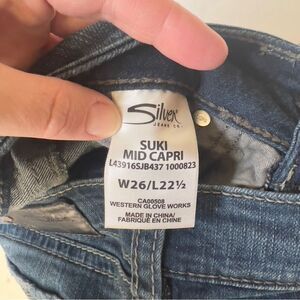 Silver
JEANS CO.
SUKI
MID CAPRI
L43916SJB437 1000823
W26/L22½
CA00508
WESTERN GLOVE WORKS
MADE IN CHINA/
FABRIQUÉ EN CHINE